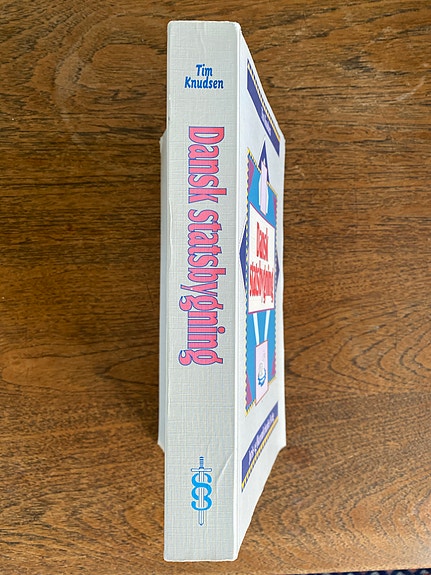 Tim
Knudsen
Dansk statsbygning
Dansk
statsbygning